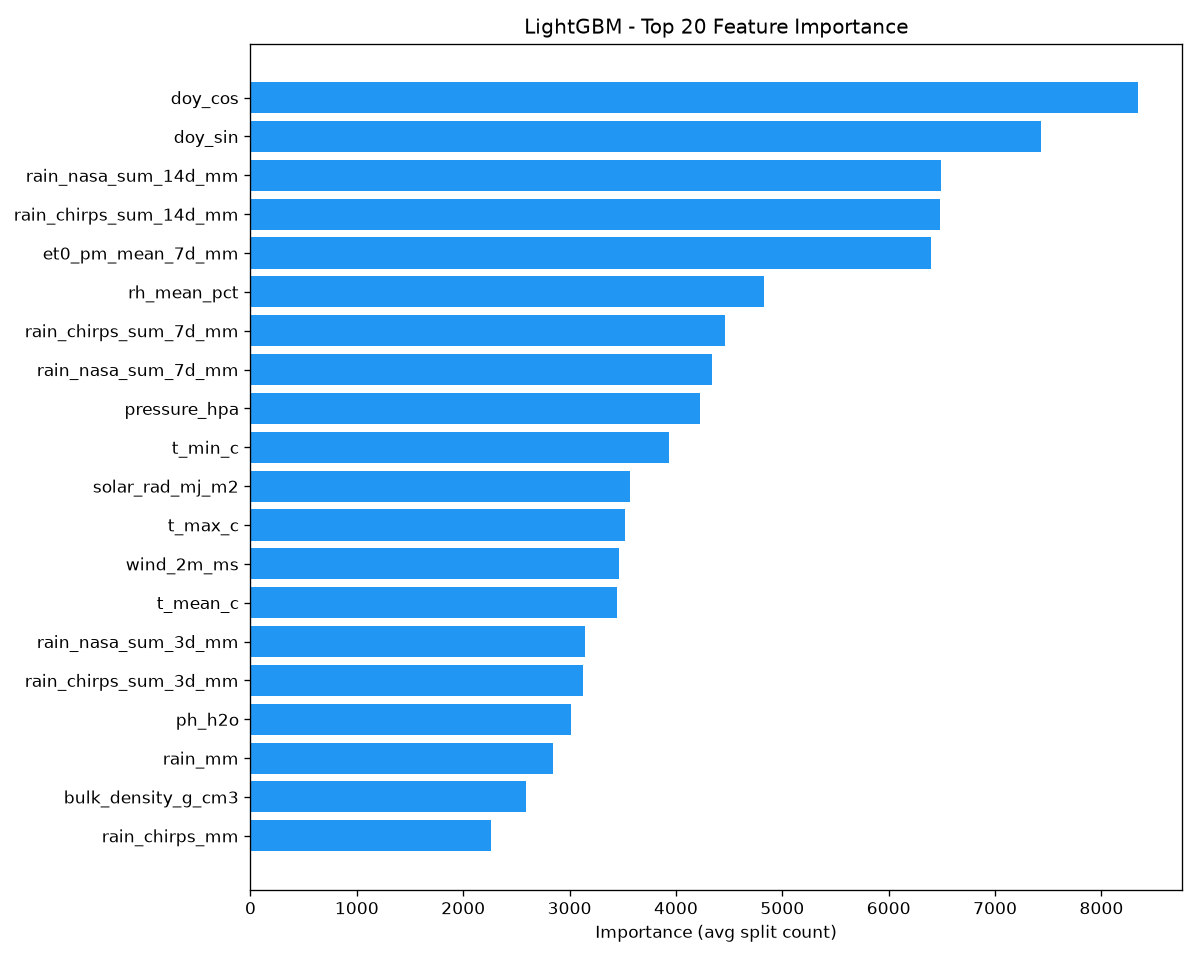 LightGBM - Top 20 Feature Importance
doy_cos
doy_sin
rain_nasa_sum_14d_mm
rain_chirps_sum_14d_mm
et0_pm_mean_7d_mm
rh_mean_pct
rain_chirps_sum_7d_mm
rain_nasa_sum_7d_mm
pressure_hpa
t_min_c
solar_rad_mj_m2
t_max_c
wind_2m_ms
t_mean_c
rain_nasa_sum_3d_mm
rain_chirps_sum_3d_mm
ph_h2o
rain_mm
bulk_density_g_cm3
rain_chirps_mm
0 1000 2000 3000 4000 5000 6000 7000 8000
Importance (avg split count)